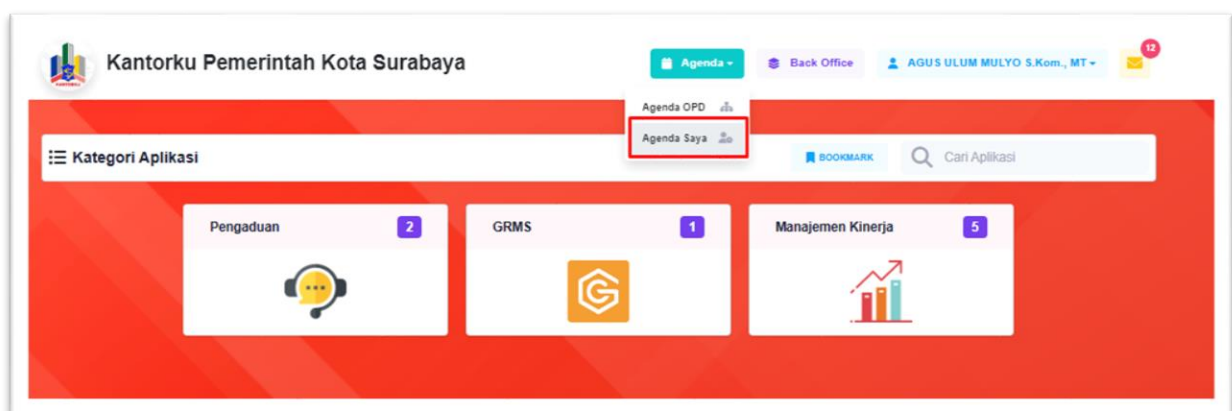 Kantorku Pemerintah Kota Surabaya
Agenda
Back Office
AGUS ULUM MULYO S.Kom., MT
12
Agenda OPD
Agenda Saya
Kategori Aplikasi
BOOKMARK
Cari Aplikasi
Pengaduan
2
GRMS
1
Manajemen Kinerja
5